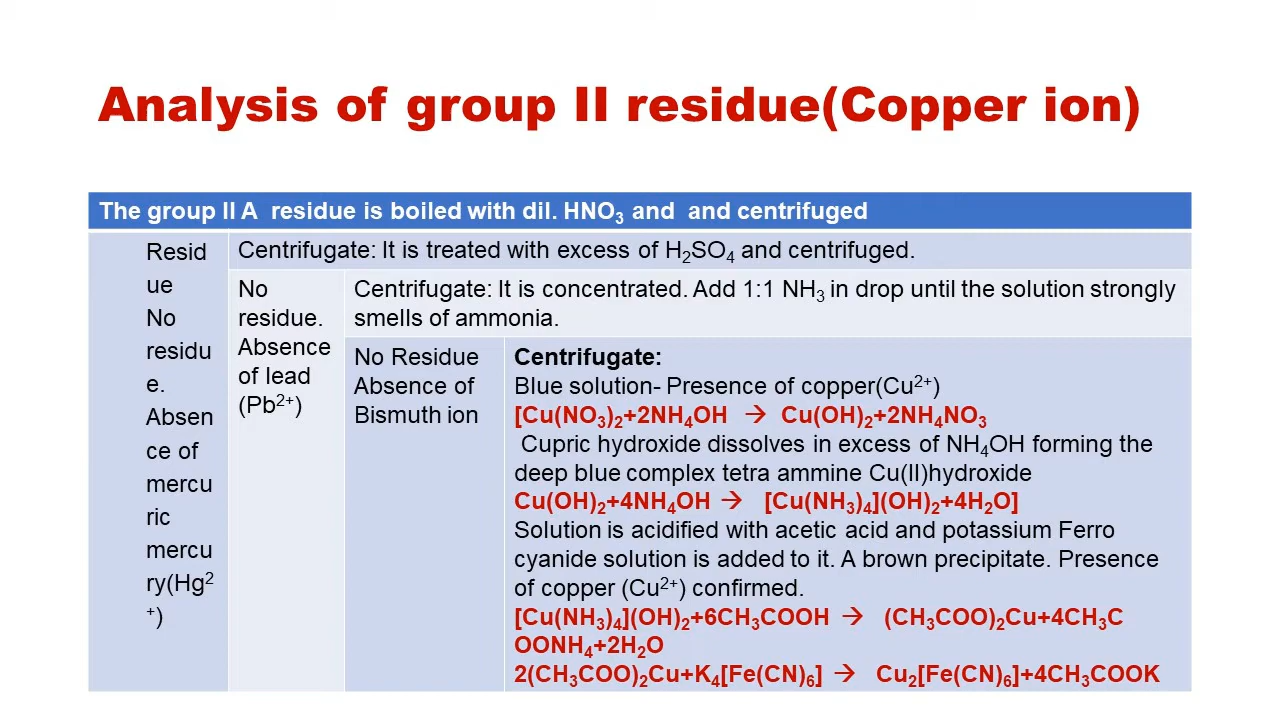 Analysis of group II residue(Copper ion)
The group II A  residue is boiled with dil. HNO₃ and  and centrifuged
Resid
ue
No
residu
e.
Absen
ce of
mercu
ric
mercu
ry(Hg²
⁺)
Centrifugate: It is treated with excess of H₂SO₄ and centrifuged.
No
residue.
Absence
of lead
(Pb²⁺)
Centrifugate: It is concentrated. Add 1:1 NH₃ in drop until the solution strongly
smells of ammonia.
No Residue
Absence of
Bismuth ion
Centrifugate:
Blue solution- Presence of copper(Cu²⁺)
[Cu(NO₃)₂+2NH₄OH → Cu(OH)₂+2NH₄NO₃
Cupric hydroxide dissolves in excess of NH₄OH forming the
deep blue complex tetra ammine Cu(II)hydroxide
Cu(OH)₂+4NH₄OH → [Cu(NH₃)₄](OH)₂+4H₂O]
Solution is acidified with acetic acid and potassium Ferro
cyanide solution is added to it. A brown precipitate. Presence
of copper (Cu²⁺) confirmed.
[Cu(NH₃)₄](OH)₂+6CH₃COOH → (CH₃COO)₂Cu+4CH₃C
OONH₄+2H₂O
2(CH₃COO)₂Cu+K₄[Fe(CN)₆] → Cu₂[Fe(CN)₆]+4CH₃COOK